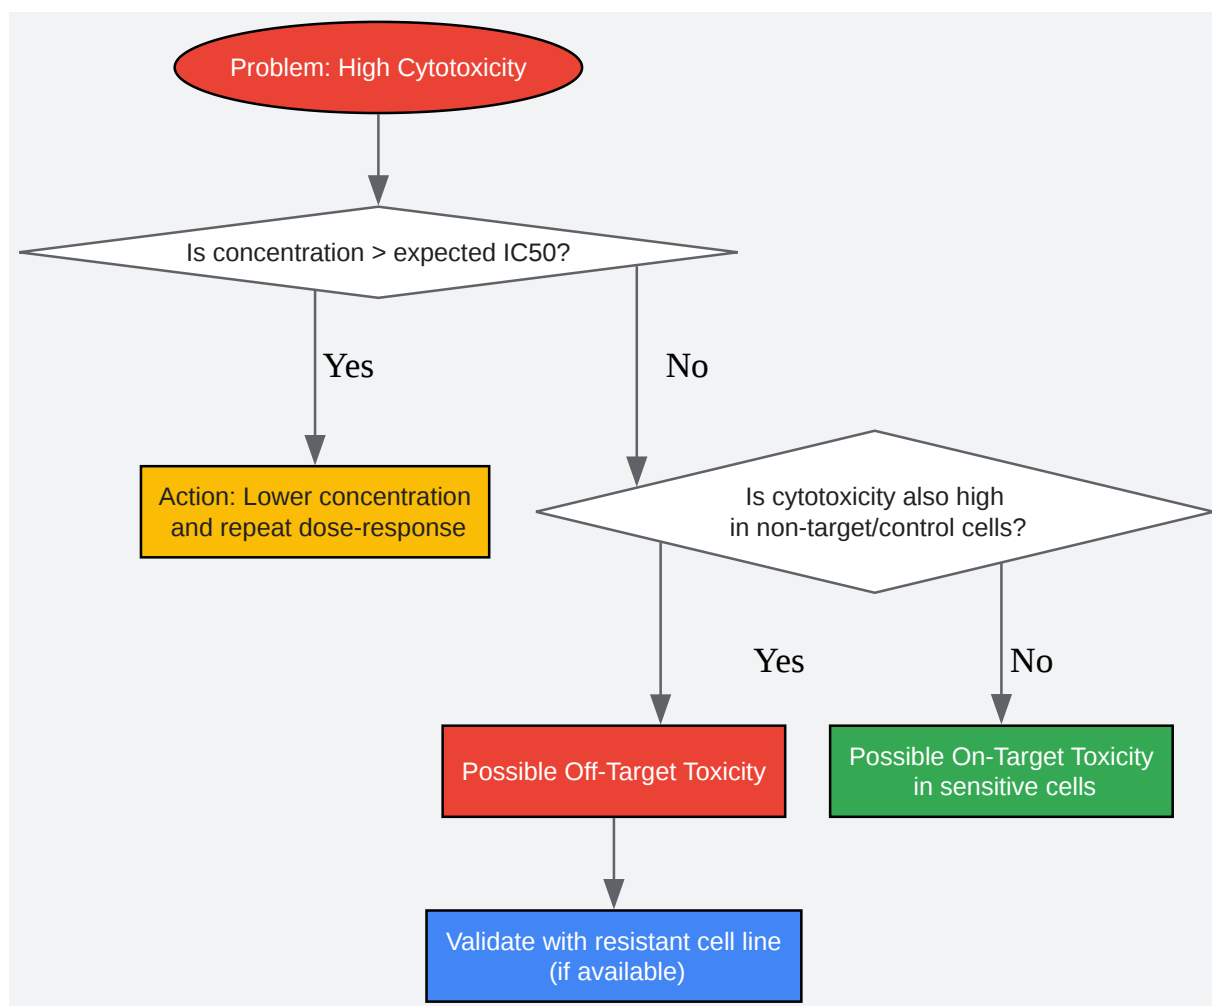 Problem: High Cytotoxicity
Is concentration > expected IC50?
Yes
No
Action: Lower concentration
and repeat dose-response
Is cytotoxicity also high
in non-target/control cells?
Yes
No
Possible Off-Target Toxicity
Possible On-Target Toxicity
in sensitive cells
Validate with resistant cell line
(if available)